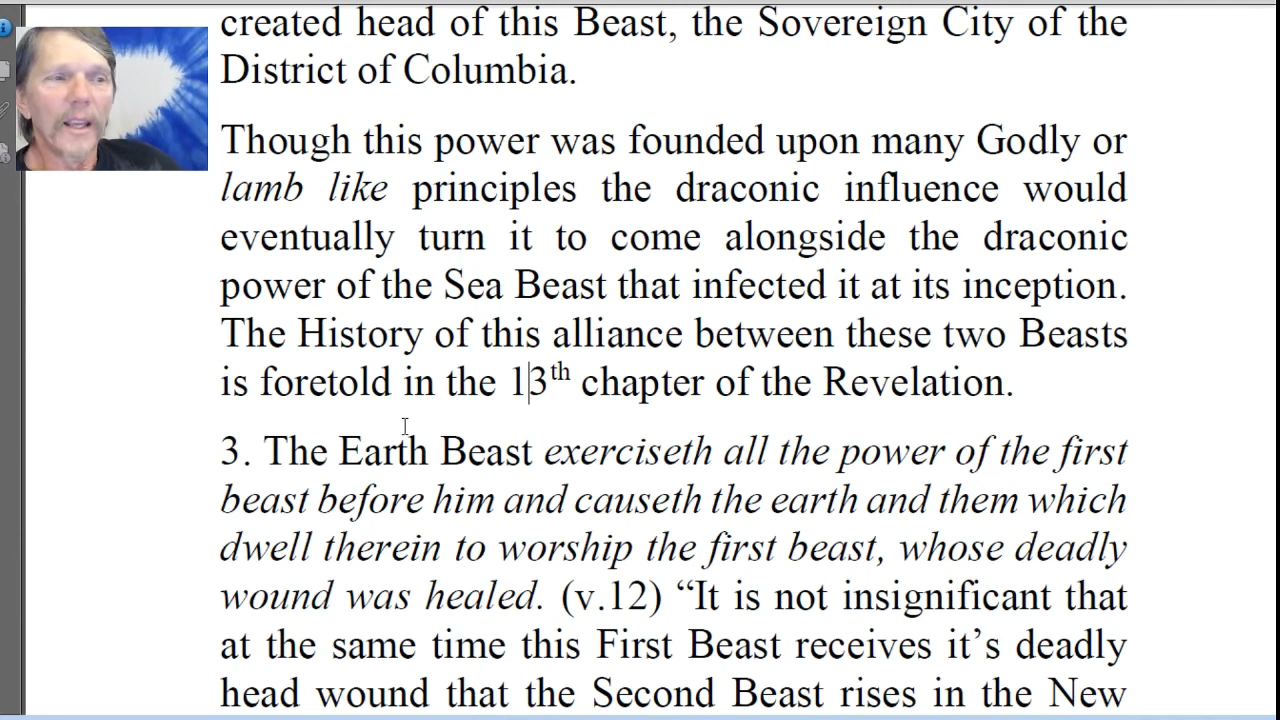 created head of this Beast, the Sovereign City of the
District of Columbia.
Though this power was founded upon many Godly or
lamb like principles the draconic influence would
eventually turn it to come alongside the draconic
power of the Sea Beast that infected it at its inception.
The History of this alliance between these two Beasts
is foretold in the 13th chapter of the Revelation.
3. The Earth Beast exerciseth all the power of the first
beast before him and causeth the earth and them which
dwell therein to worship the first beast, whose deadly
wound was healed. (v.12) “It is not insignificant that
at the same time this First Beast receives it’s deadly
head wound that the Second Beast rises in the New